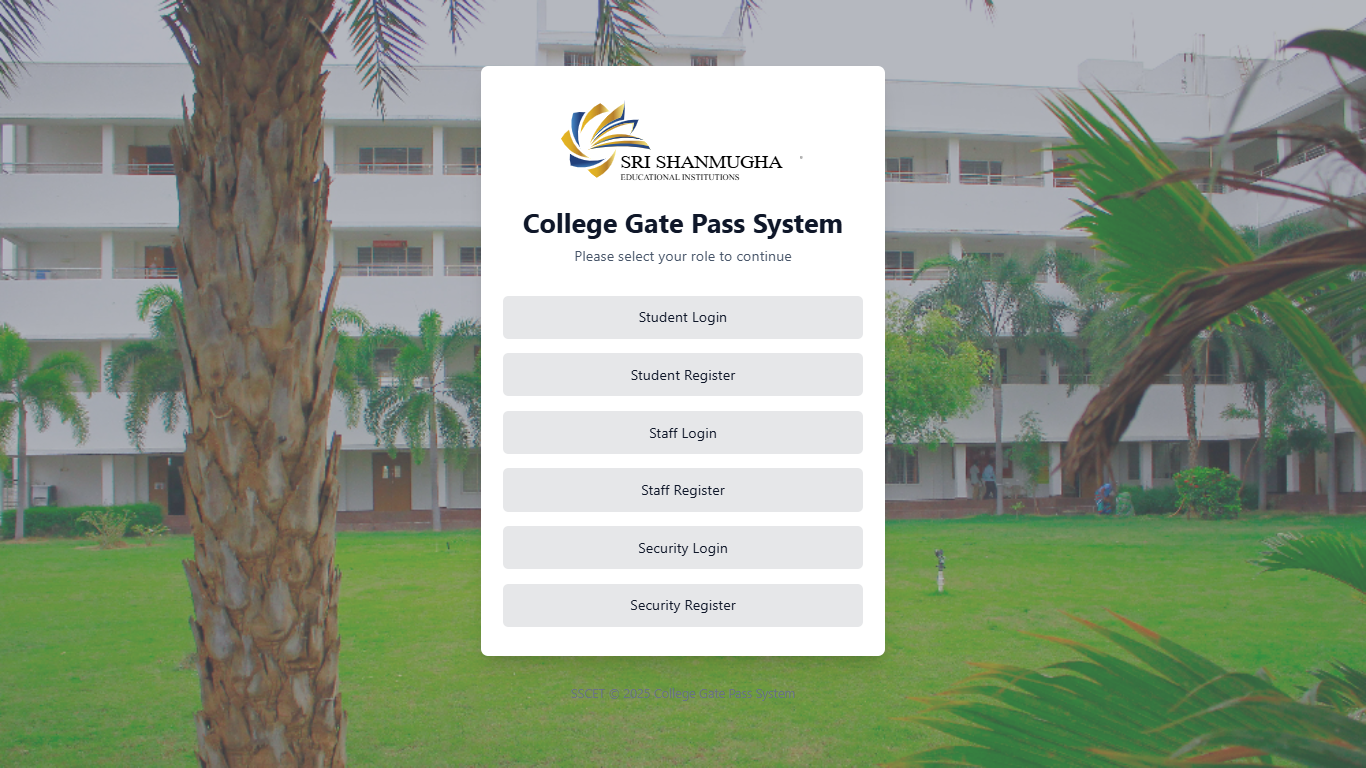 SRI SHANMUGHA
EDUCATIONAL INSTITUTIONS
College Gate Pass System
Please select your role to continue
Student Login
Student Register
Staff Login
Staff Register
Security Login
Security Register
SSCET © 2025 College Gate Pass System